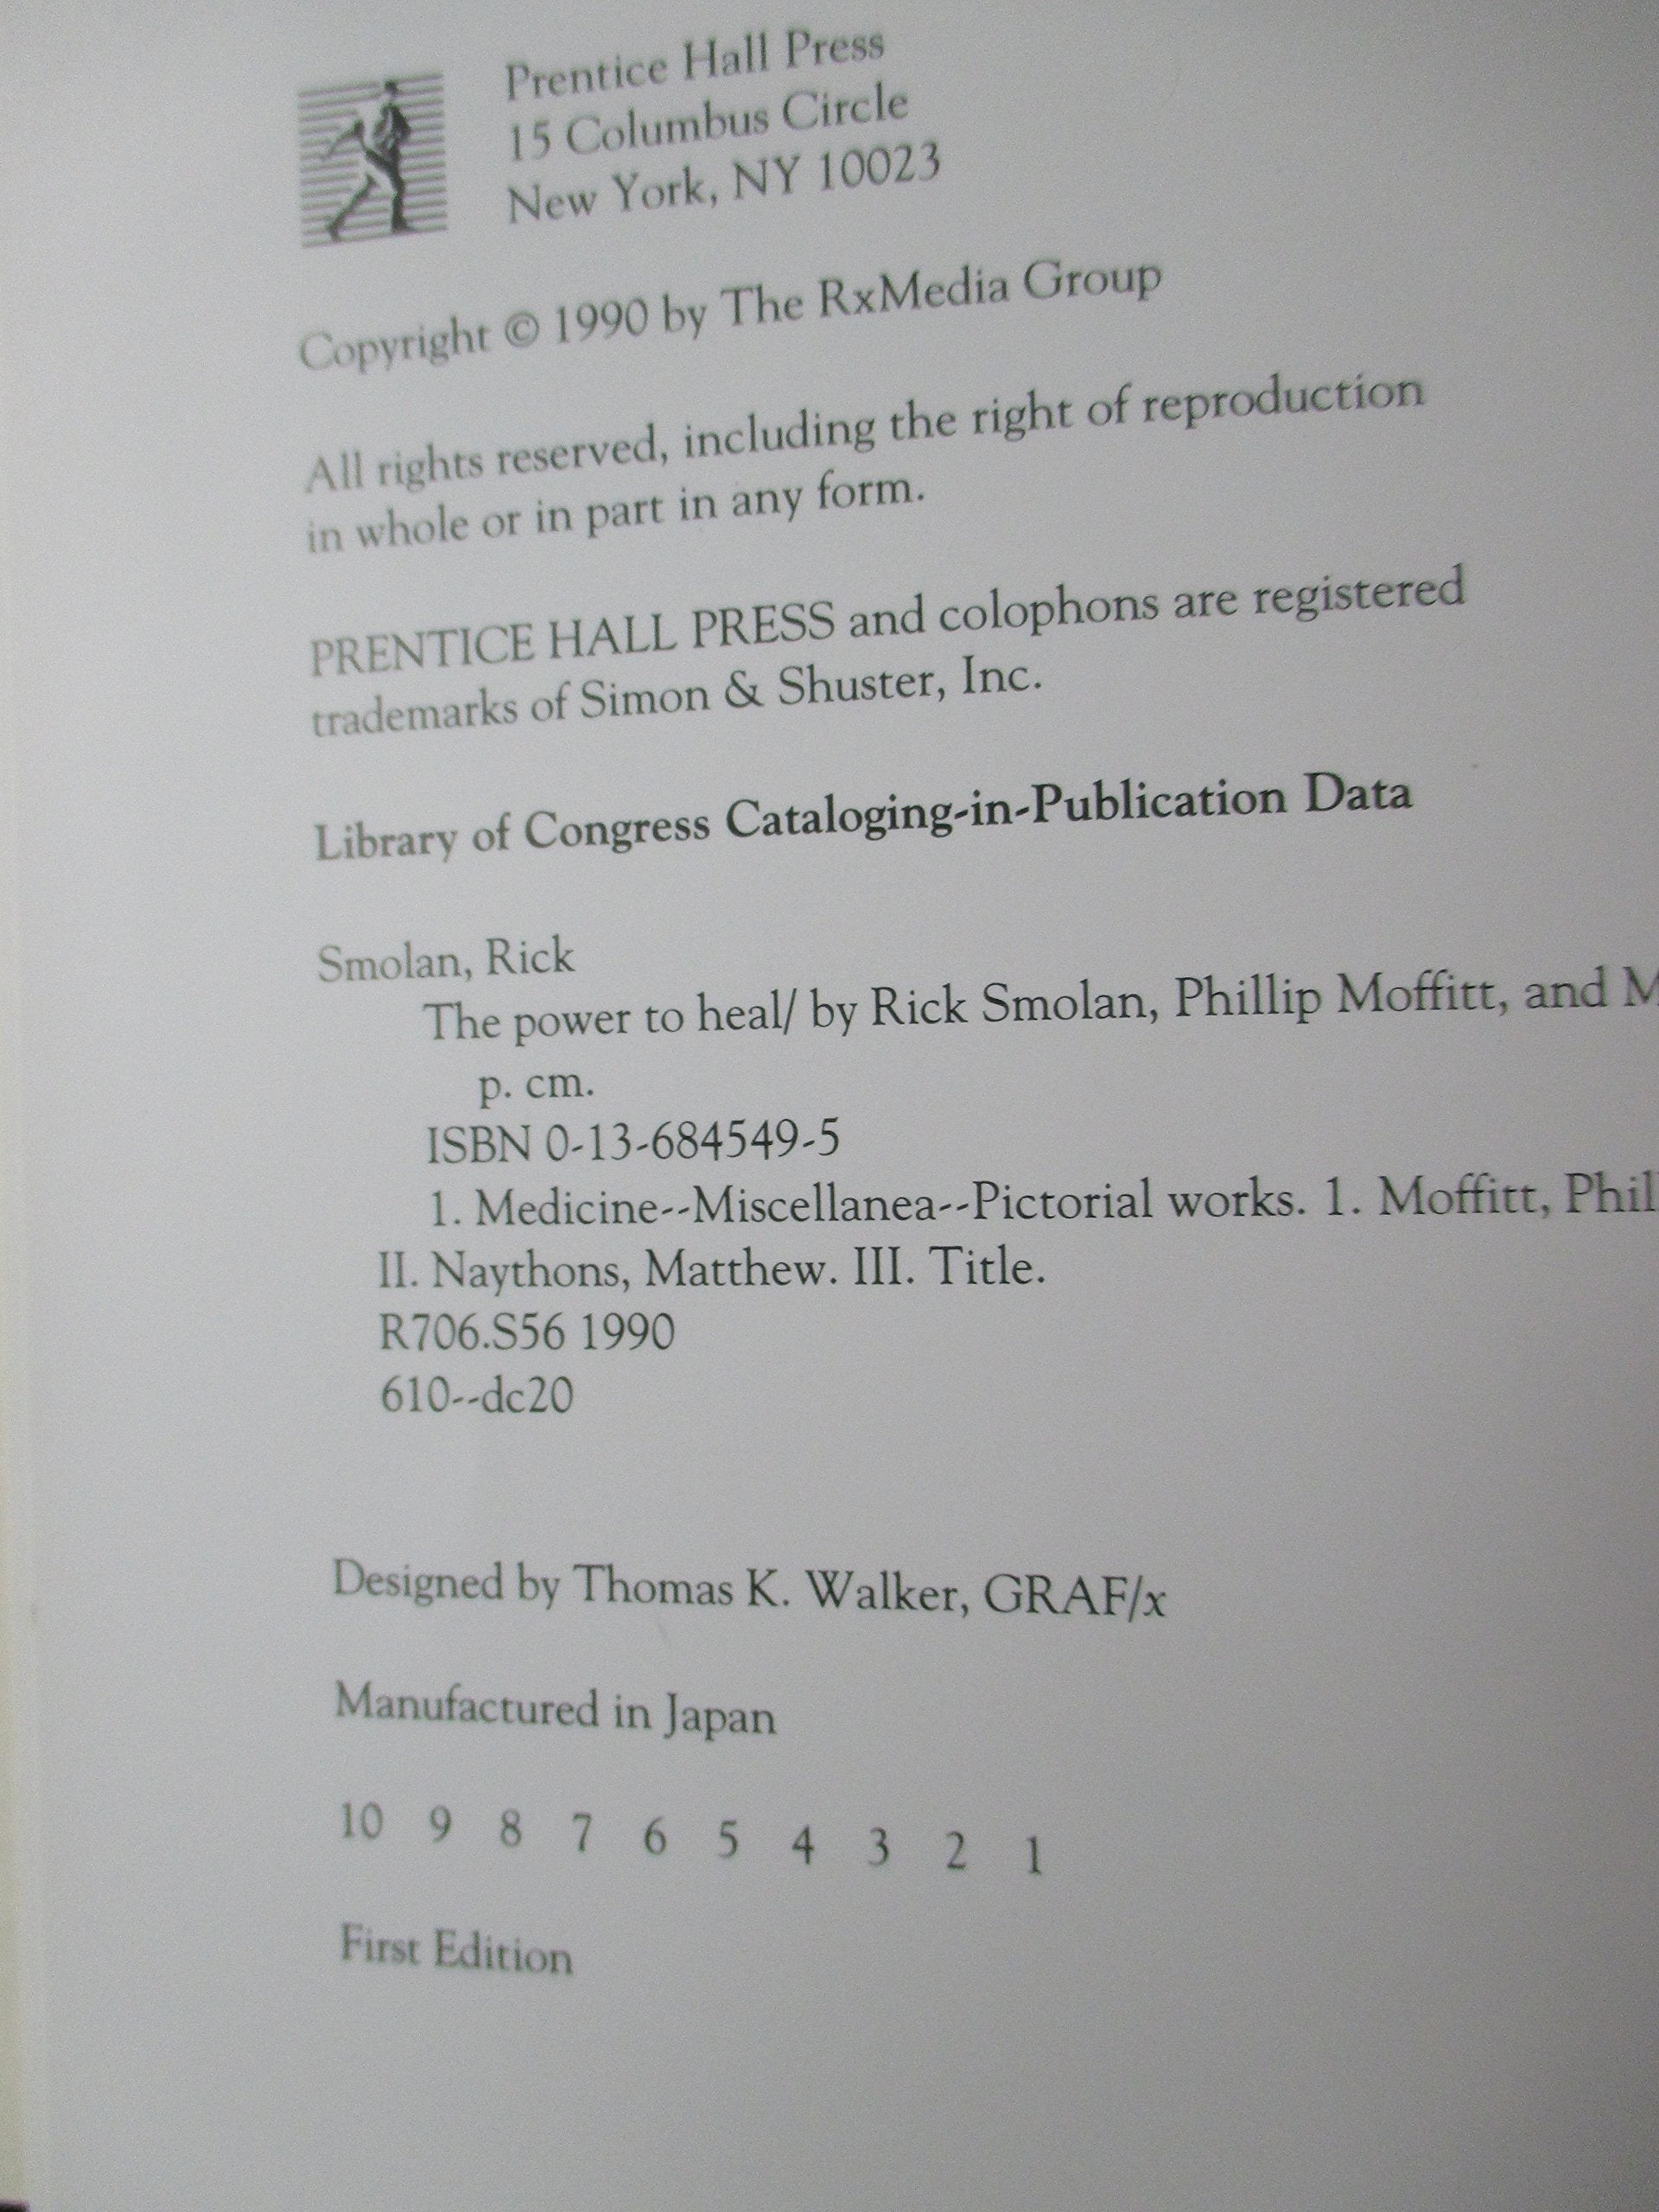 Prentice Hall Press
15 Columbus Circle
New York, NY 10023
Copyright © 1990 by The RxMedia Group
All rights reserved, including the right of reproduction
in whole or in part in any form.
PRENTICE HALL PRESS and colophons are registered
trademarks of Simon & Shuster, Inc.
Library of Congress Cataloging-in-Publication Data
Smolan, Rick
The power to heal/ by Rick Smolan, Phillip Moffitt, and M
p. cm.
ISBN 0-13-684549-5
1. Medicine--Miscellanea--Pictorial works. 1. Moffitt, Phil
II. Naythons, Matthew. III. Title.
R706.S56 1990
610--dc20
Designed by Thomas K. Walker, GRAF/x
Manufactured in Japan
10 9 8 7 6 5 4 3 2 1
First Edition